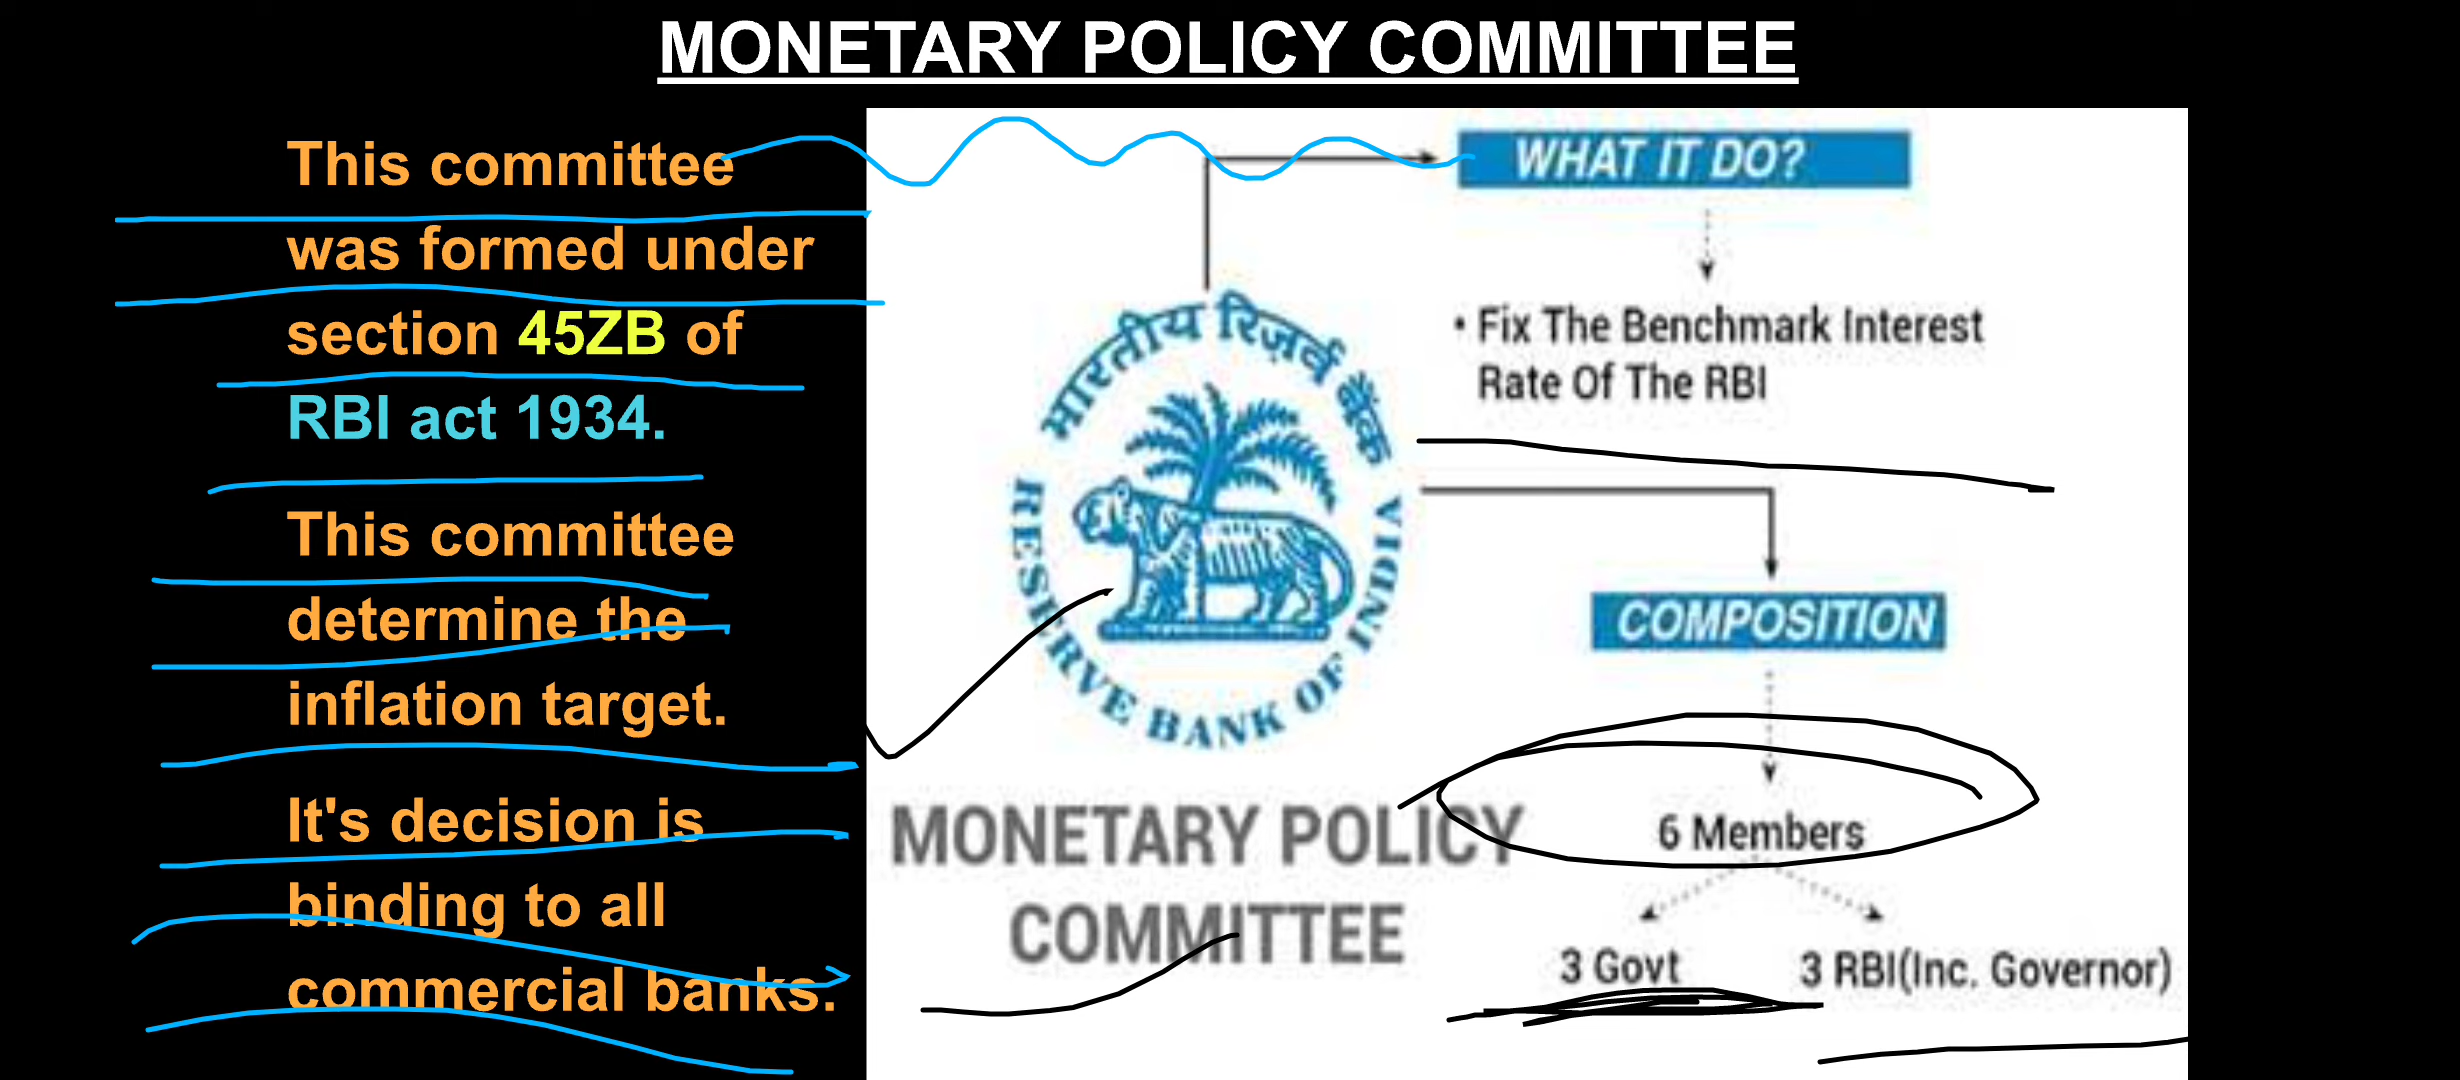 MONETARY POLICY COMMITTEE
This committee
was formed under
section 45ZB of
RBI act 1934.
This committee
determine the
inflation target.
It's decision is
binding to all
commercial banks.
WHAT IT DO?
• Fix The Benchmark Interest
Rate Of The RBI
भारतीय रिज़र्व बैंक
RESERVE BANK OF INDIA
MONETARY POLICY
COMMITTEE
COMPOSITION
6 Members
3 Govt
3 RBI(Inc. Governor)